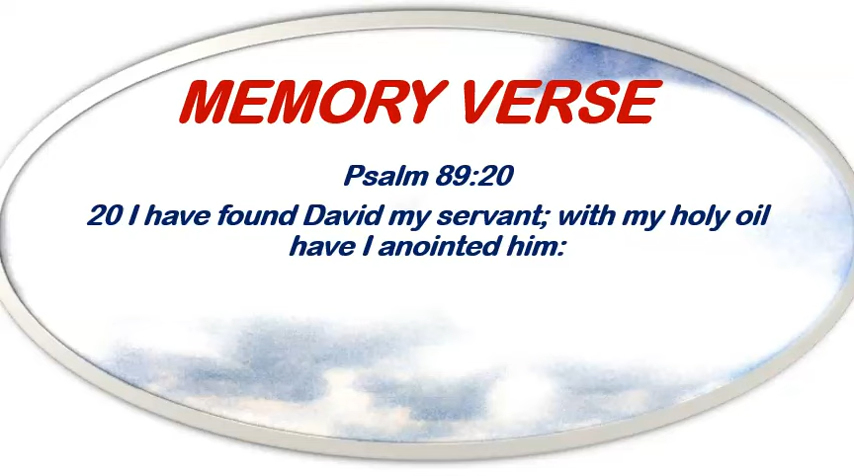 MEMORY VERSE
Psalm 89:20
20 I have found David my servant; with my holy oil
have I anointed him: